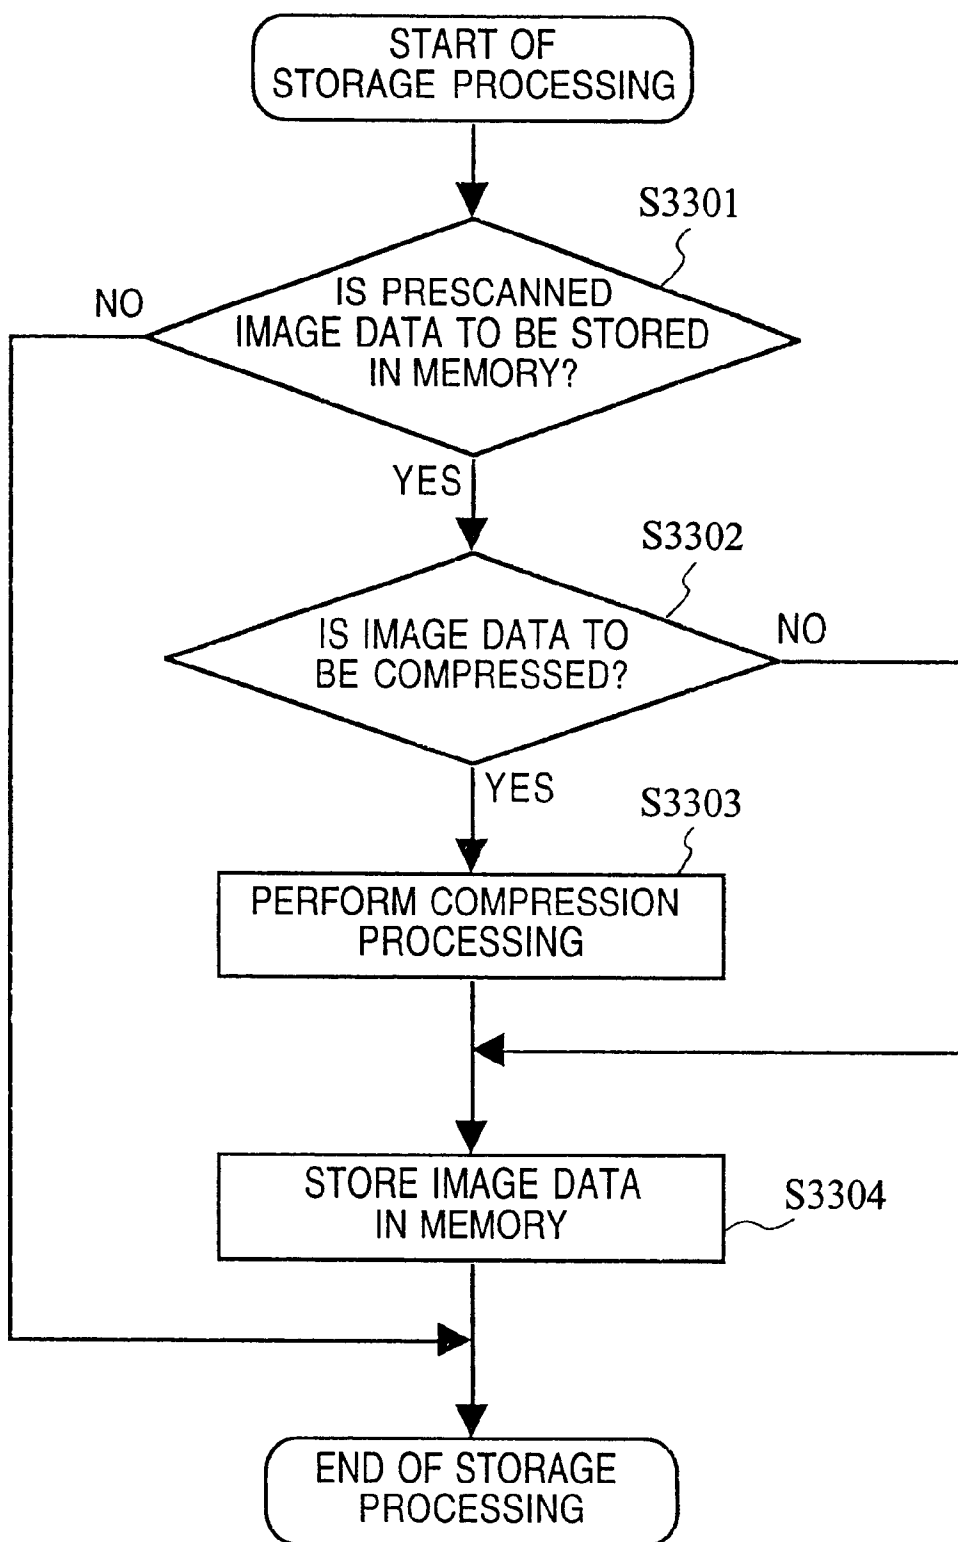 START OF
STORAGE PROCESSING
S3301
NO
IS PRESCANNED
IMAGE DATA TO BE STORED
IN MEMORY?
YES
S3302
NO
IS IMAGE DATA TO
BE COMPRESSED?
YES
S3303
PERFORM COMPRESSION
PROCESSING
STORE IMAGE DATA
IN MEMORY
S3304
END OF STORAGE
PROCESSING